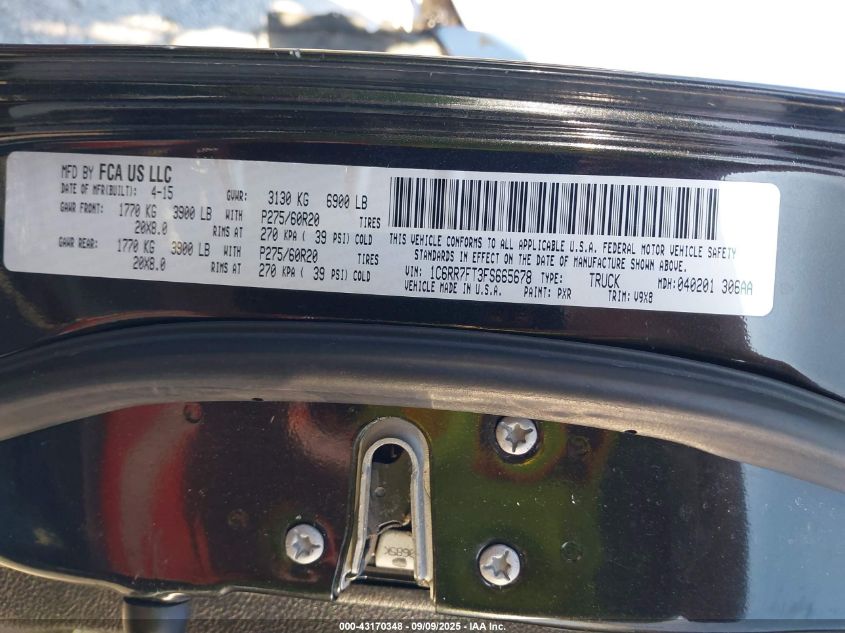 MFD BY FCA US LLC
DATE OF MFR(BUILT): 4-15 GVWR: 3130 KG 6900 LB
GAWR FRONT: 1770 KG 3900 LB WITH P275/60R20 TIRES
20X8.0 RIMS AT 270 KPA ( 39 PSI) COLD
GAWR REAR: 1770 KG 3900 LB WITH P275/60R20 TIRES
20X8.0 RIMS AT 270 KPA ( 39 PSI) COLD
THIS VEHICLE CONFORMS TO ALL APPLICABLE U.S.A. FEDERAL MOTOR VEHICLE SAFETY
STANDARDS IN EFFECT ON THE DATE OF MANUFACTURE SHOWN ABOVE.
VIN: 1C6RR7FT3FS665678 TYPE: TRUCK MDH: 040201 306AA
VEHICLE MADE IN U.S.A. PAINT: PXR TRIM: V9X8
000-43170348 - 09/09/2025 - IAA Inc.